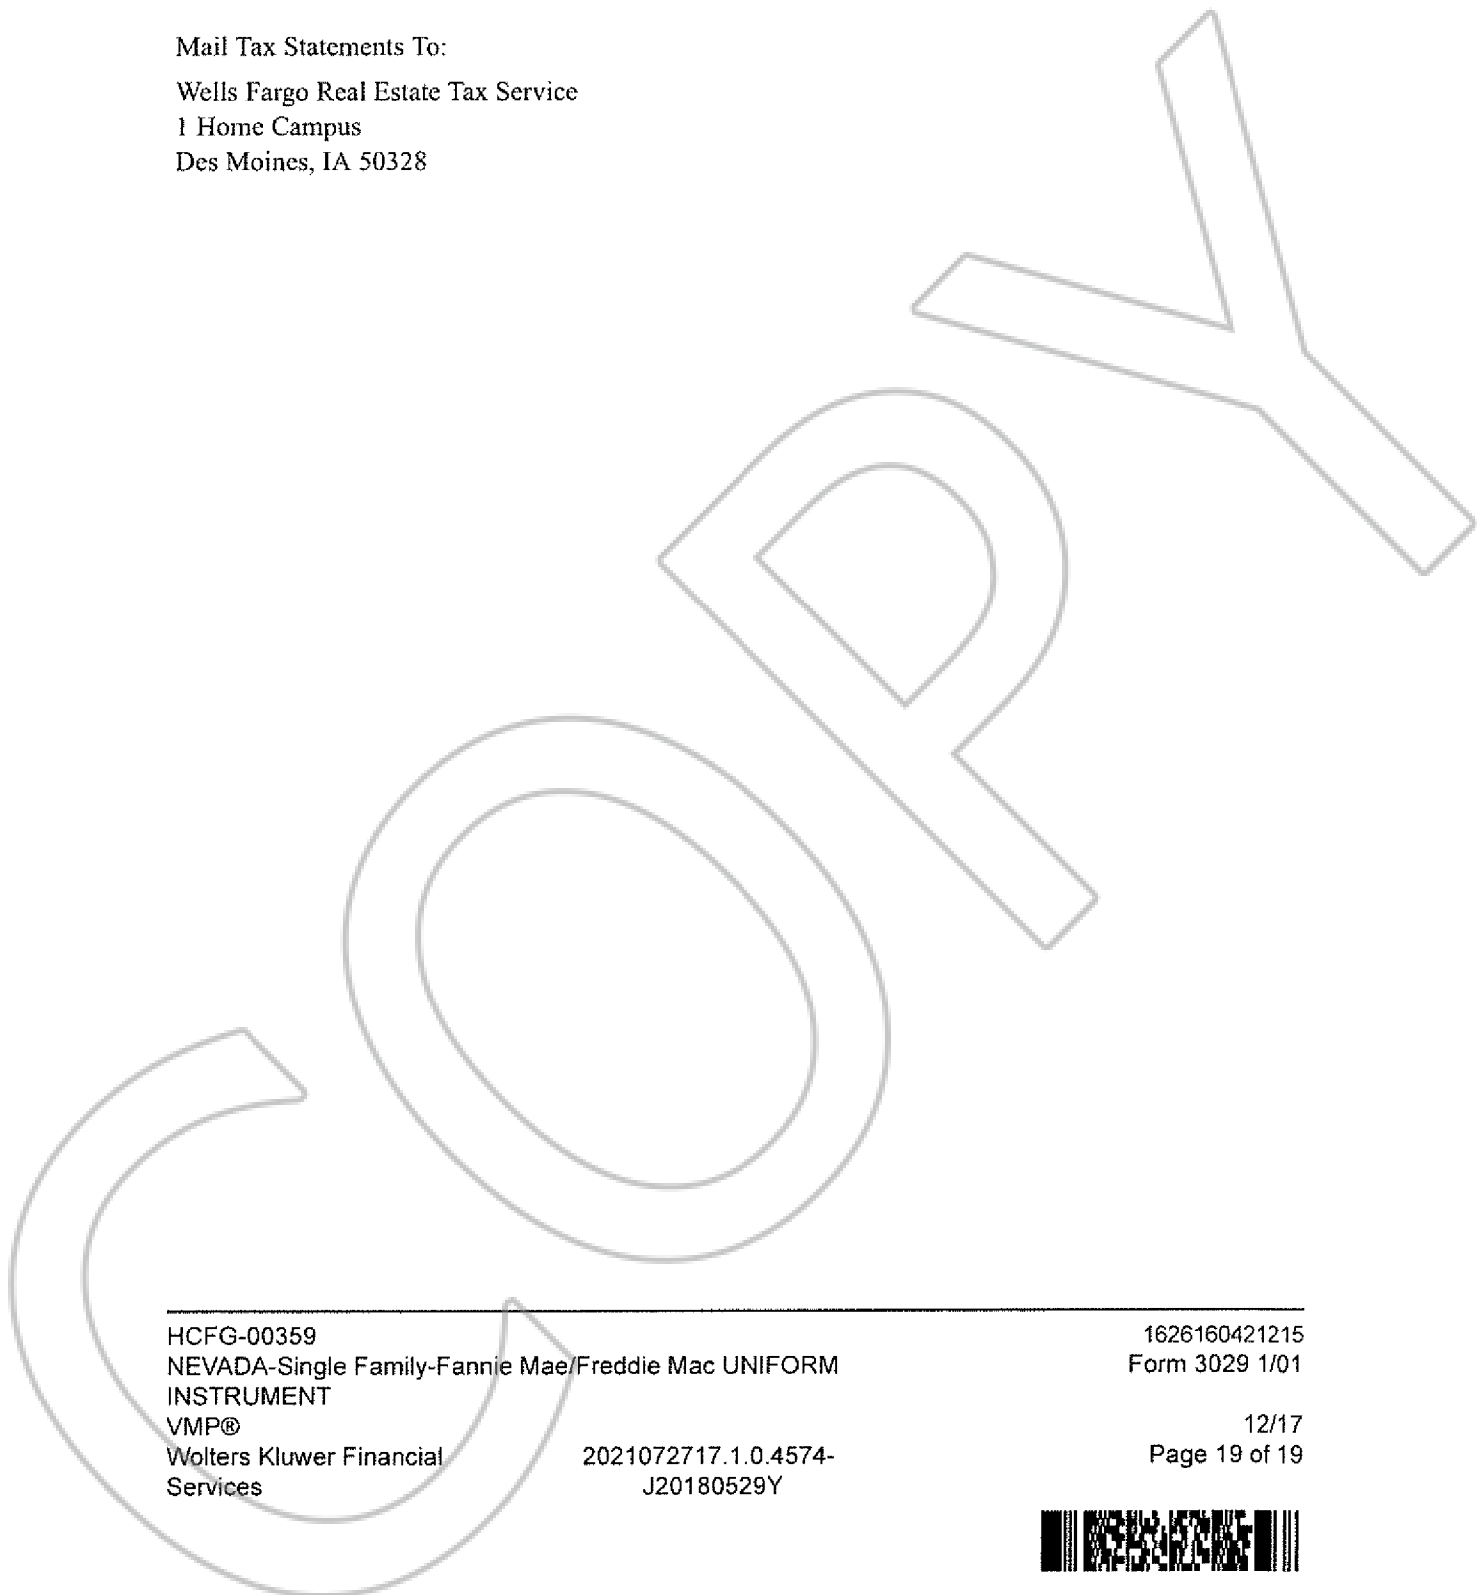 Mail Tax Statements To:
Wells Fargo Real Estate Tax Service
1 Home Campus
Des Moines, IA 50328
COPY
HCFG-00359 1626160421215
NEVADA-Single Family-Fannie Mae/Freddie Mac UNIFORM Form 3029 1/01
INSTRUMENT
VMP® 12/17
Wolters Kluwer Financial 2021072717.1.0.4574- Page 19 of 19
Services J20180529Y